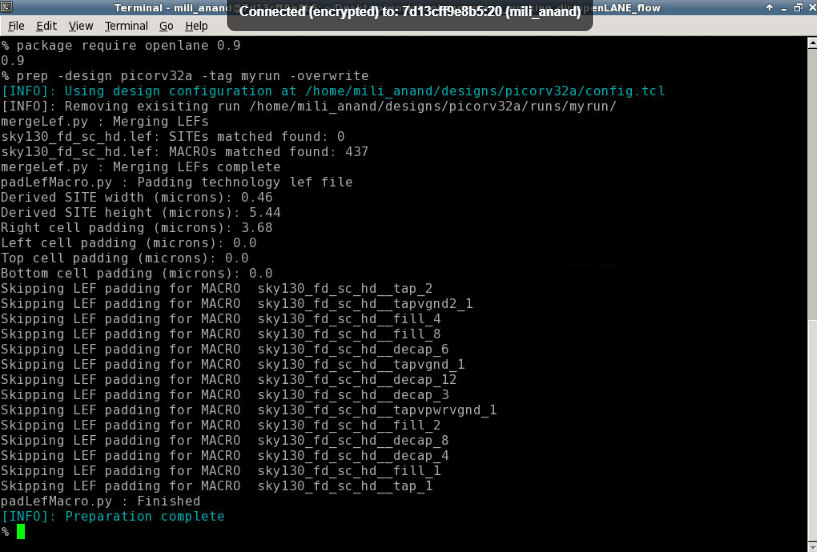 Terminal - mili_anand
openLANE_flow
Connected (encrypted) to: 7d13cff9e8b5:20 (mili_anand)
File Edit View Terminal Go Help
% package require openlane 0.9
0.9
% prep -design picorv32a -tag myrun -overwrite
[INFO]: Using design configuration at /home/mili_anand/designs/picorv32a/config.tcl
[INFO]: Removing exisiting run /home/mili_anand/designs/picorv32a/runs/myrun/
mergeLef.py : Merging LEFs
sky130_fd_sc_hd.lef: SITEs matched found: 0
sky130_fd_sc_hd.lef: MACROs matched found: 437
mergeLef.py : Merging LEFs complete
padLefMacro.py : Padding technology lef file
Derived SITE width (microns): 0.46
Derived SITE height (microns): 5.44
Right cell padding (microns): 3.68
Left cell padding (microns): 0.0
Top cell padding (microns): 0.0
Bottom cell padding (microns): 0.0
Skipping LEF padding for MACRO  sky130_fd_sc_hd__tap_2
Skipping LEF padding for MACRO  sky130_fd_sc_hd__tapvgnd2_1
Skipping LEF padding for MACRO  sky130_fd_sc_hd__fill_4
Skipping LEF padding for MACRO  sky130_fd_sc_hd__fill_8
Skipping LEF padding for MACRO  sky130_fd_sc_hd__decap_6
Skipping LEF padding for MACRO  sky130_fd_sc_hd__tapvgnd_1
Skipping LEF padding for MACRO  sky130_fd_sc_hd__decap_12
Skipping LEF padding for MACRO  sky130_fd_sc_hd__decap_3
Skipping LEF padding for MACRO  sky130_fd_sc_hd__tapvpwrvgnd_1
Skipping LEF padding for MACRO  sky130_fd_sc_hd__fill_2
Skipping LEF padding for MACRO  sky130_fd_sc_hd__decap_8
Skipping LEF padding for MACRO  sky130_fd_sc_hd__decap_4
Skipping LEF padding for MACRO  sky130_fd_sc_hd__fill_1
Skipping LEF padding for MACRO  sky130_fd_sc_hd__tap_1
padLefMacro.py : Finished
[INFO]: Preparation complete
%